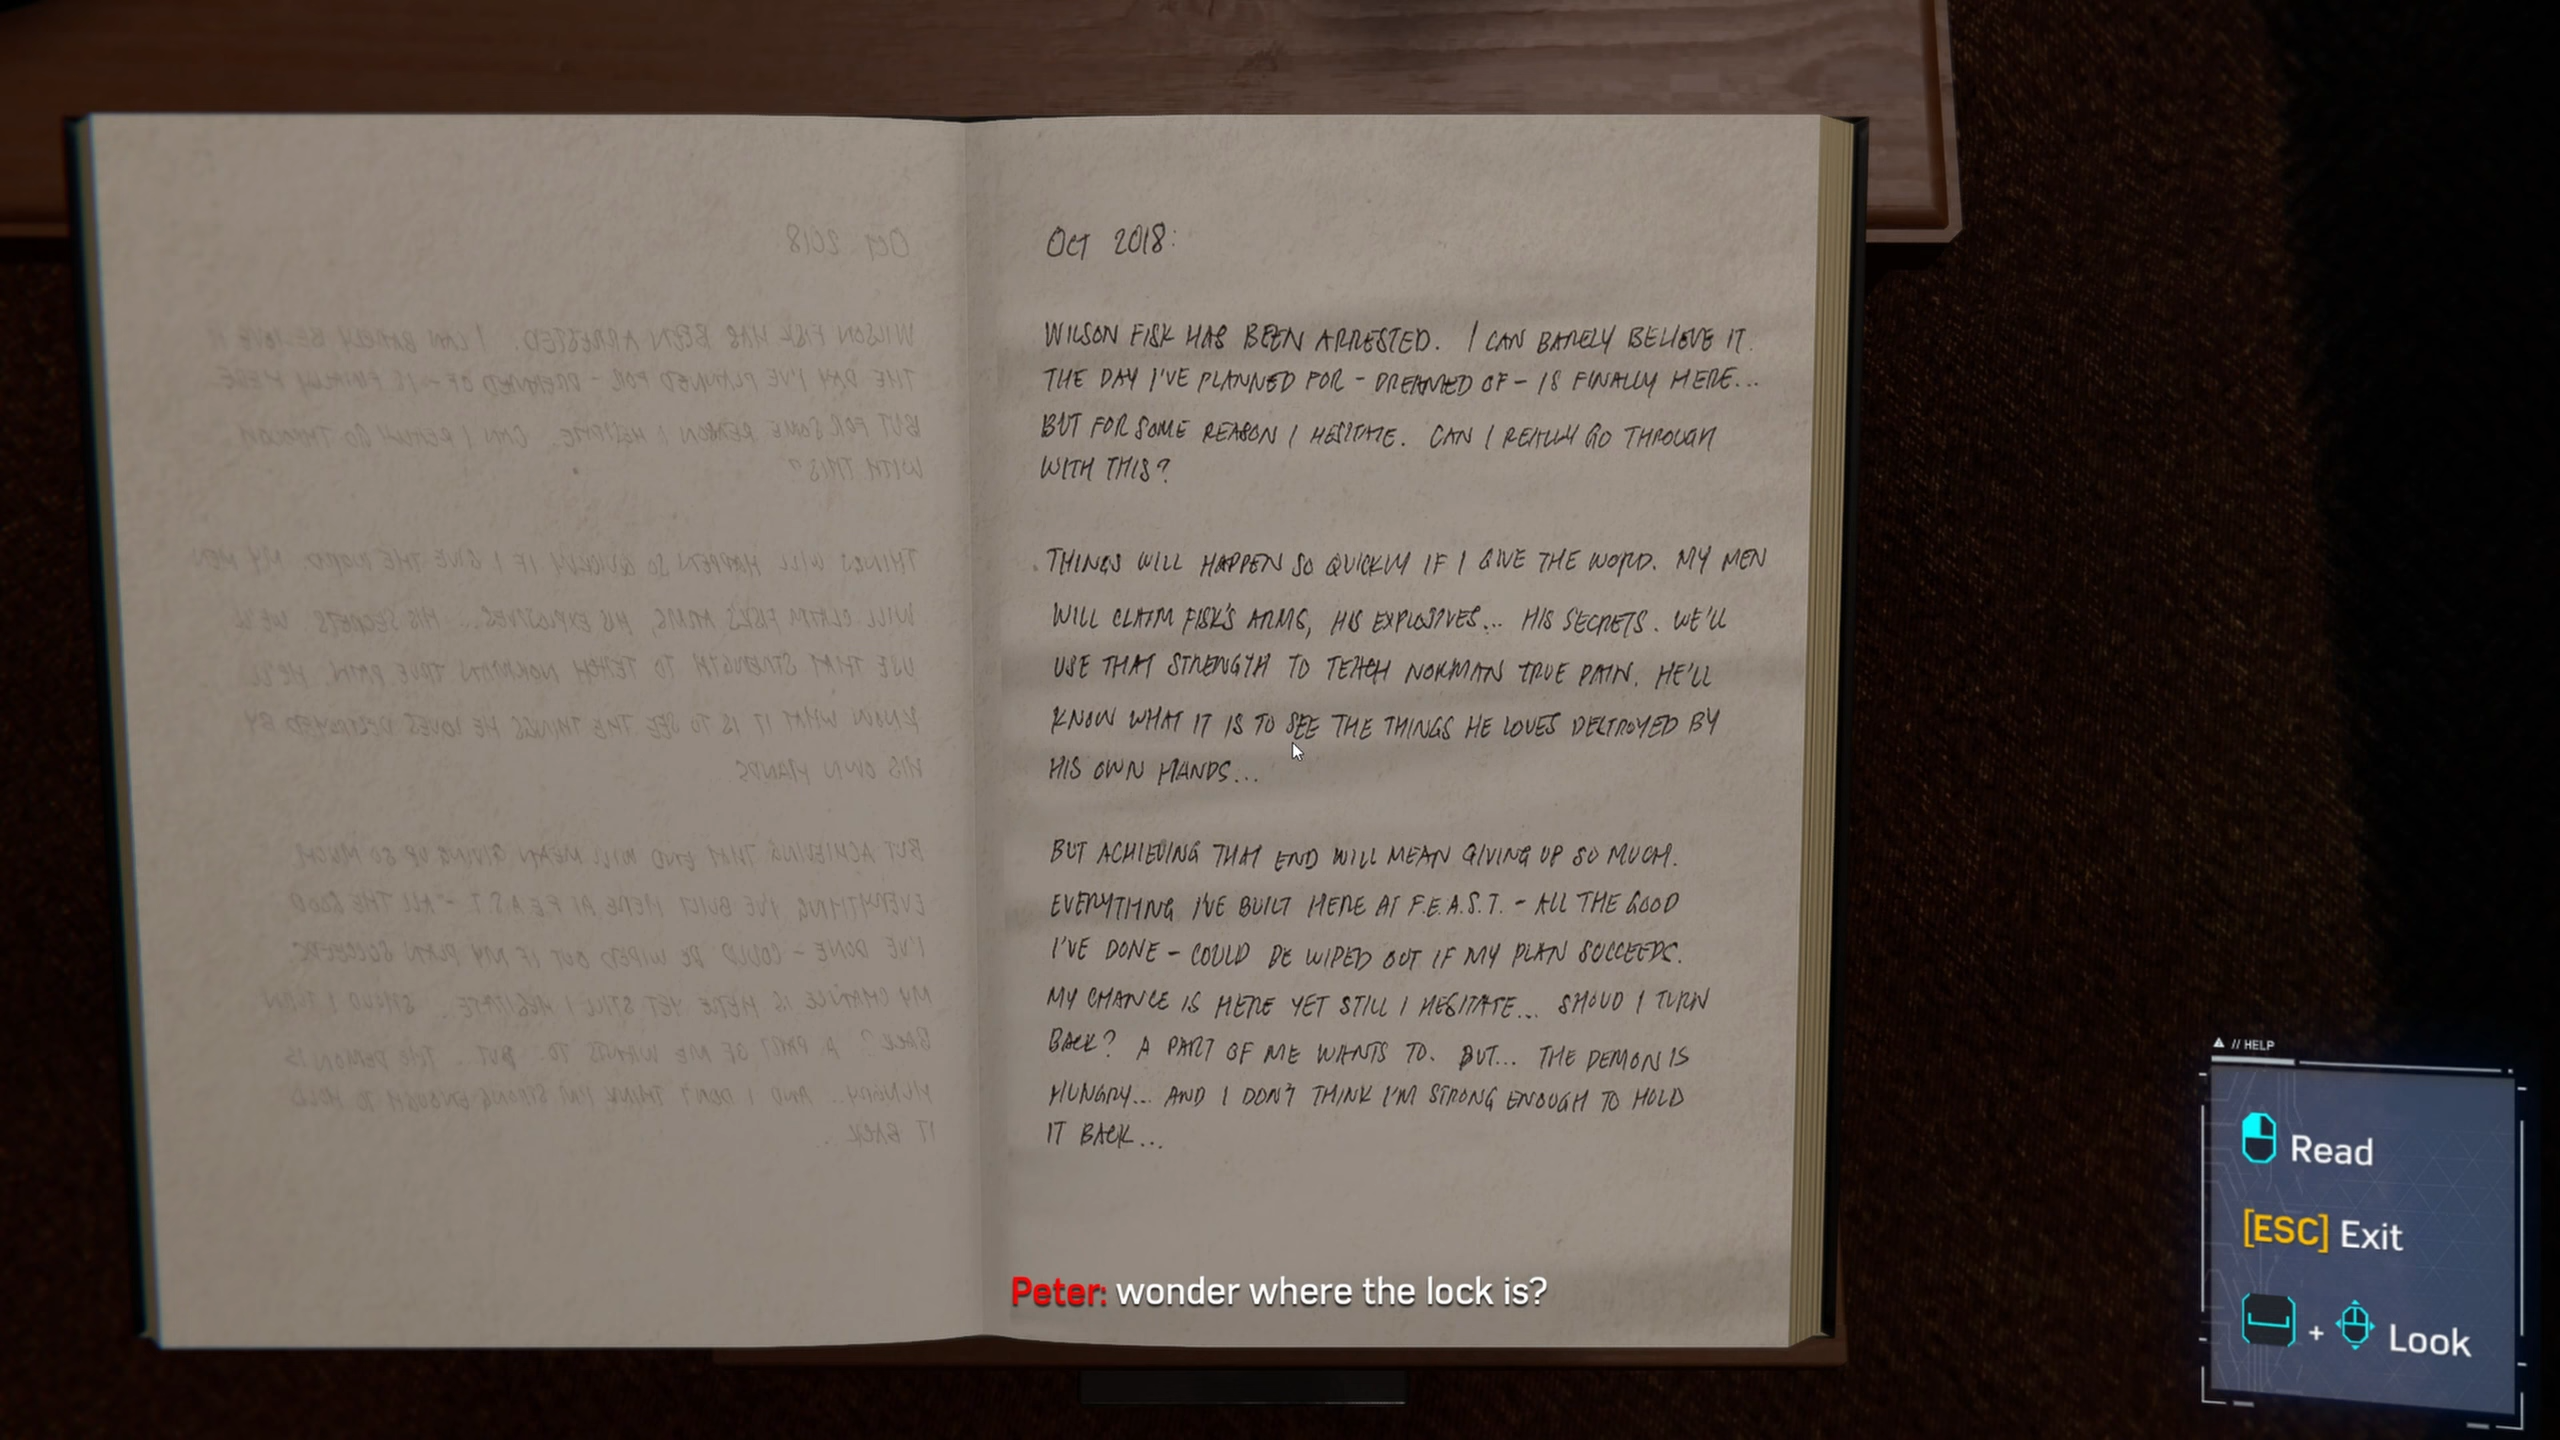 Oct 2018:
WILSON FISK HAS BEEN ARRESTED. I CAN BARELY BELIEVE IT.
THE DAY I'VE PLANNED FOR - DREAMED OF - IS FINALLY HERE...
BUT FOR SOME REASON I HESITATE. CAN I REALLY GO THROUGH
WITH THIS?
THINGS WILL HAPPEN SO QUICKLY IF I GIVE THE WORD. MY MEN
WILL CLAIM FISK'S ARMS, HIS EXPLOSIVES... HIS SECRETS. WE'LL
USE THAT STRENGTH TO TEACH NORMAN TRUE PAIN. HE'LL
KNOW WHAT IT IS TO SEE THE THINGS HE LOVES DESTROYED BY
HIS OWN HANDS...
BUT ACHIEVING THAT END WILL MEAN GIVING UP SO MUCH.
EVERYTHING I'VE BUILT HERE AT F.E.A.S.T. - ALL THE GOOD
I'VE DONE - COULD BE WIPED OUT IF MY PLAN SUCCEEDS.
MY CHANCE IS HERE YET STILL I HESITATE... SHOUD I TURN
BACK? A PART OF ME WANTS TO. BUT... THE DEMON IS
HUNGRY... AND I DON'T THINK I'M STRONG ENOUGH TO HOLD
IT BACK...
Peter: wonder where the lock is?
// HELP
Read
[ESC] Exit
+ Look